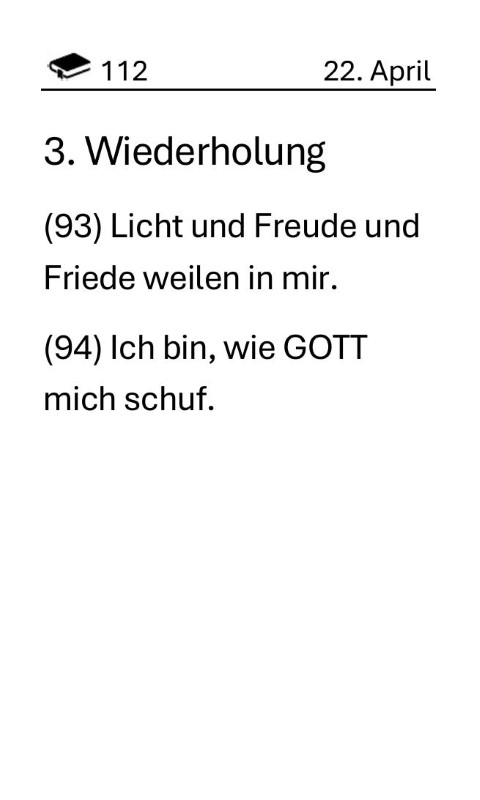 112 22. April
3. Wiederholung
(93) Licht und Freude und
Friede weilen in mir.
(94) Ich bin, wie GOTT
mich schuf.